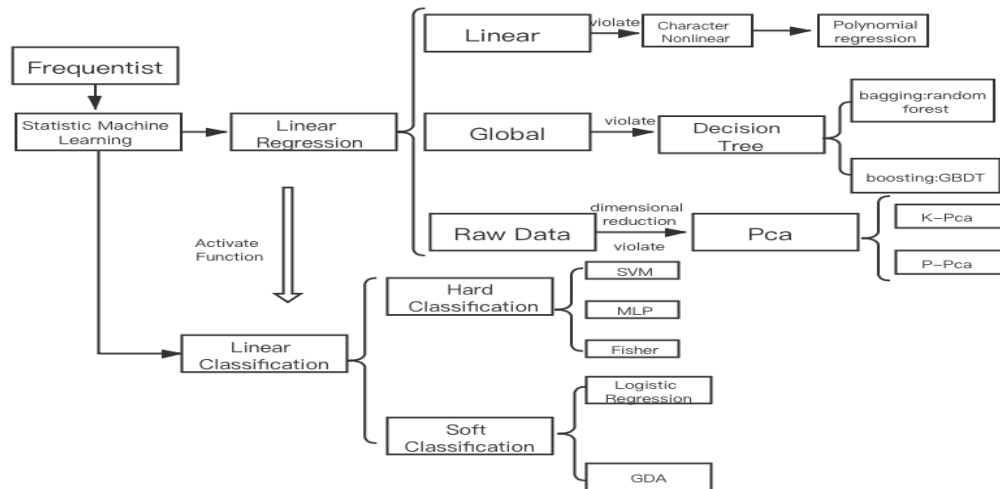 Frequentist
Statistic Machine
Learning
Linear
Regression
Linear
violate
Character
Nonlinear
Polynomial
regression
Global
violate
Decision
Tree
bagging:random
forest
boosting:GBDT
Raw Data
dimensional
reduction
violate
Pca
K-Pca
P-Pca
Activate
Function
Linear
Classification
Hard
Classification
SVM
MLP
Fisher
Soft
Classification
Logistic
Regression
GDA